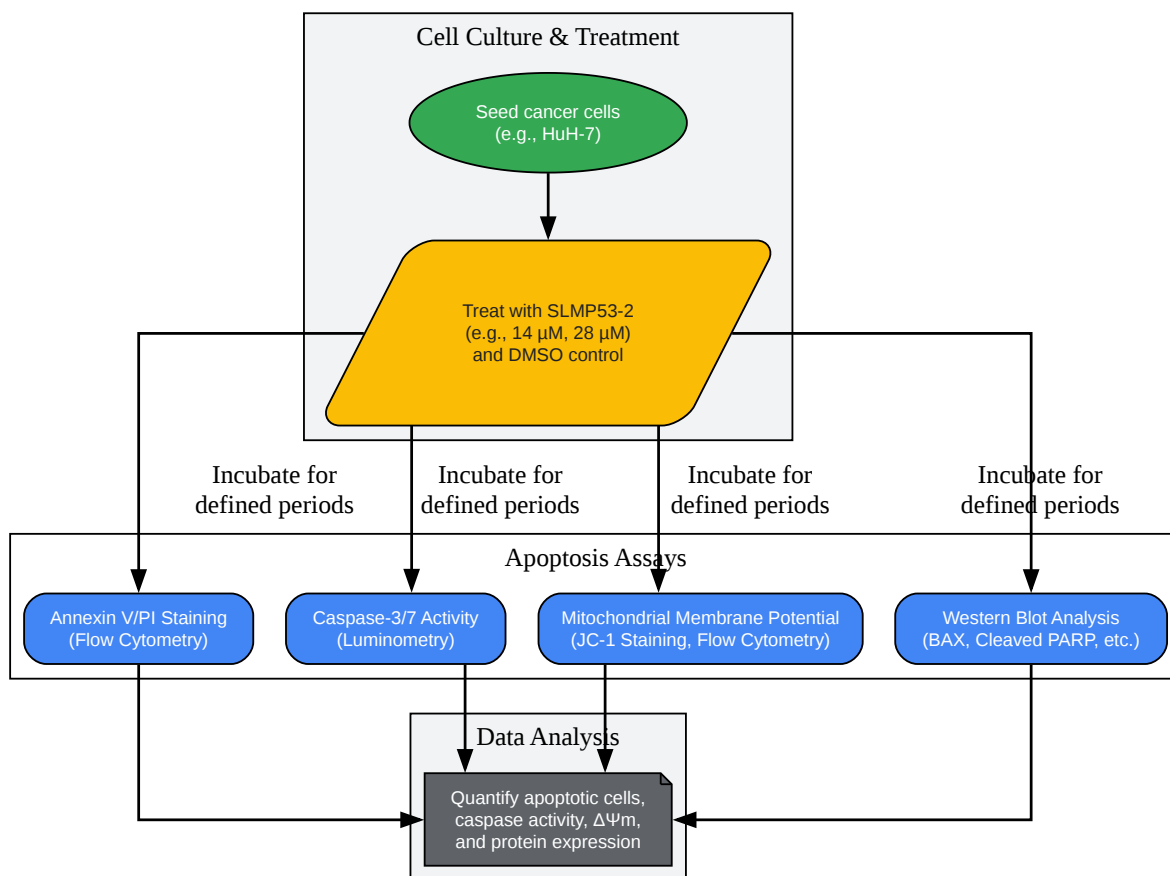 Cell Culture & Treatment
Seed cancer cells
(e.g., HuH-7)
Treat with SLMP53-2
(e.g., 14 µM, 28 µM)
and DMSO control
Incubate for
defined periods
Incubate for
defined periods
Incubate for
defined periods
Incubate for
defined periods
Apoptosis Assays
Annexin V/PI Staining
(Flow Cytometry)
Caspase-3/7 Activity
(Luminometry)
Mitochondrial Membrane Potential
(JC-1 Staining, Flow Cytometry)
Western Blot Analysis
(BAX, Cleaved PARP, etc.)
Data Analysis
Quantify apoptotic cells,
caspase activity, ΔΨm,
and protein expression